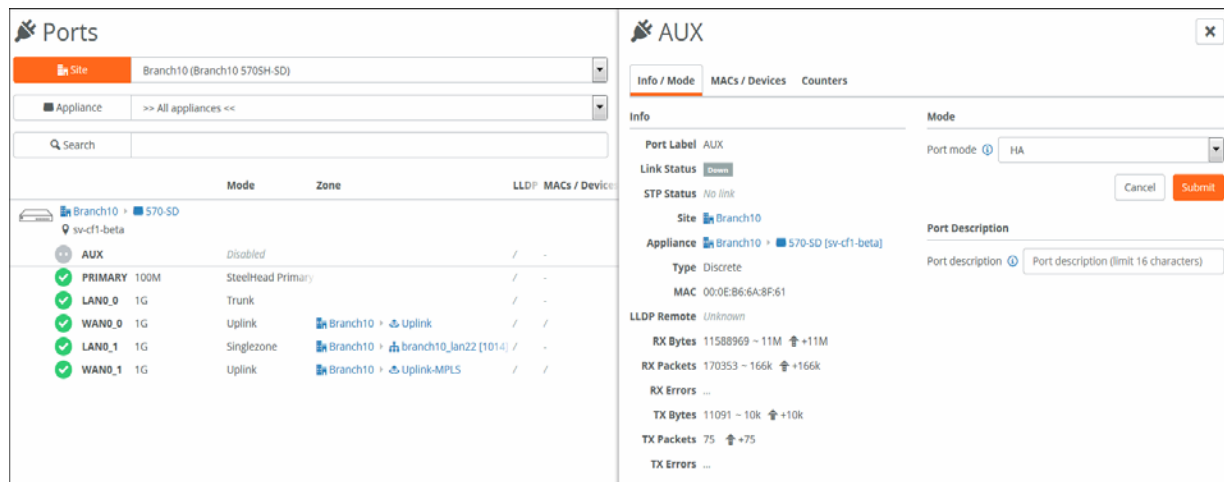 Ports
Site
Branch10 (Branch10 570SH-SD)
Appliance
>> All appliances <<
Search
Mode Zone LLDP MACs / Devices
Branch10 › 570-SD
sv-cf1-beta
AUX Disabled / -
PRIMARY 100M SteelHead Primary / -
LAN0_0 1G Trunk / -
WAN0_0 1G Uplink Branch10 › Uplink / /
LAN0_1 1G Singlezone Branch10 › branch10_lan22 [1014] / -
WAN0_1 1G Uplink Branch10 › Uplink-MPLS / /
AUX
Info / Mode MACs / Devices Counters
Info
Port Label AUX
Link Status Down
STP Status No link
Site Branch10
Appliance Branch10 › 570-SD [sv-cf1-beta]
Type Discrete
MAC 00:0E:B6:6A:8F:61
LLDP Remote Unknown
RX Bytes 11588969 ~ 11M +11M
RX Packets 170353 ~ 166k +166k
RX Errors ...
TX Bytes 11091 ~ 10k +10k
TX Packets 75 +75
TX Errors ...
Mode
Port mode HA
Cancel Submit
Port Description
Port description Port description (limit 16 characters)